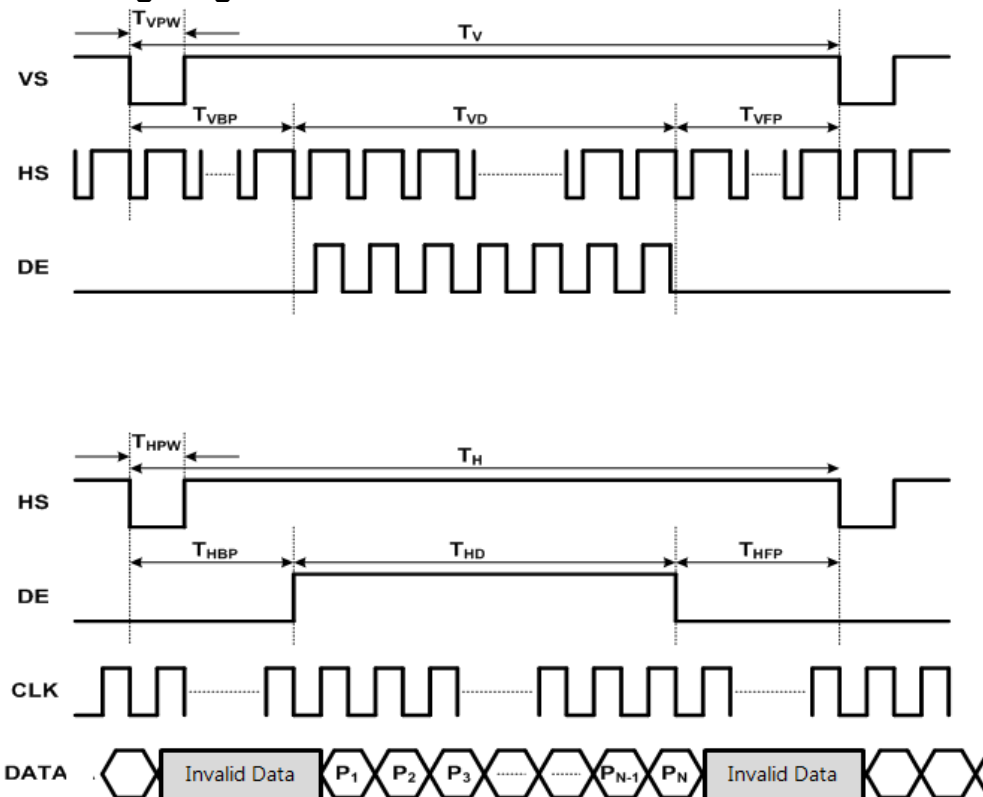 TVPW
TV
VS
TVBP TVD TVFP
HS
DE
THPW
TH
HS
THBP THD THFP
DE
CLK
DATA Invalid Data P1 P2 P3 PN-1 PN Invalid Data